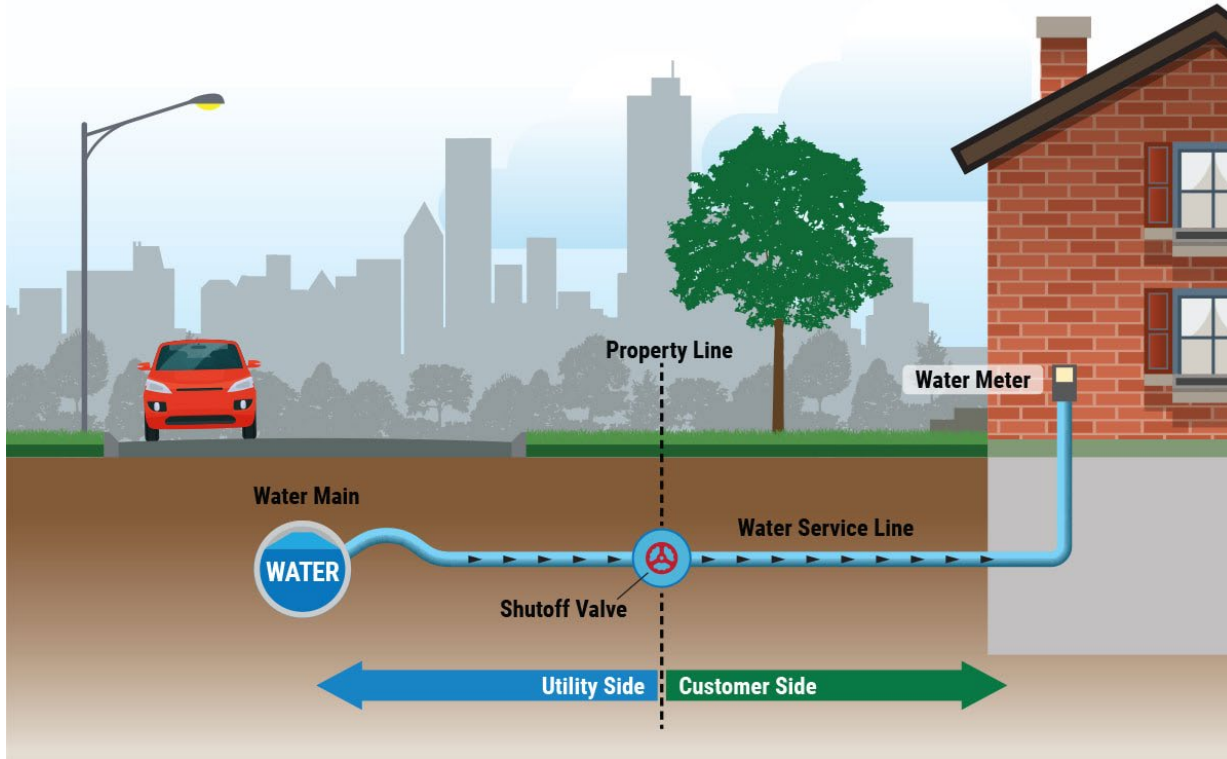 Property Line
Water Meter
Water Main
WATER
Water Service Line
Shutoff Valve
Utility Side
Customer Side